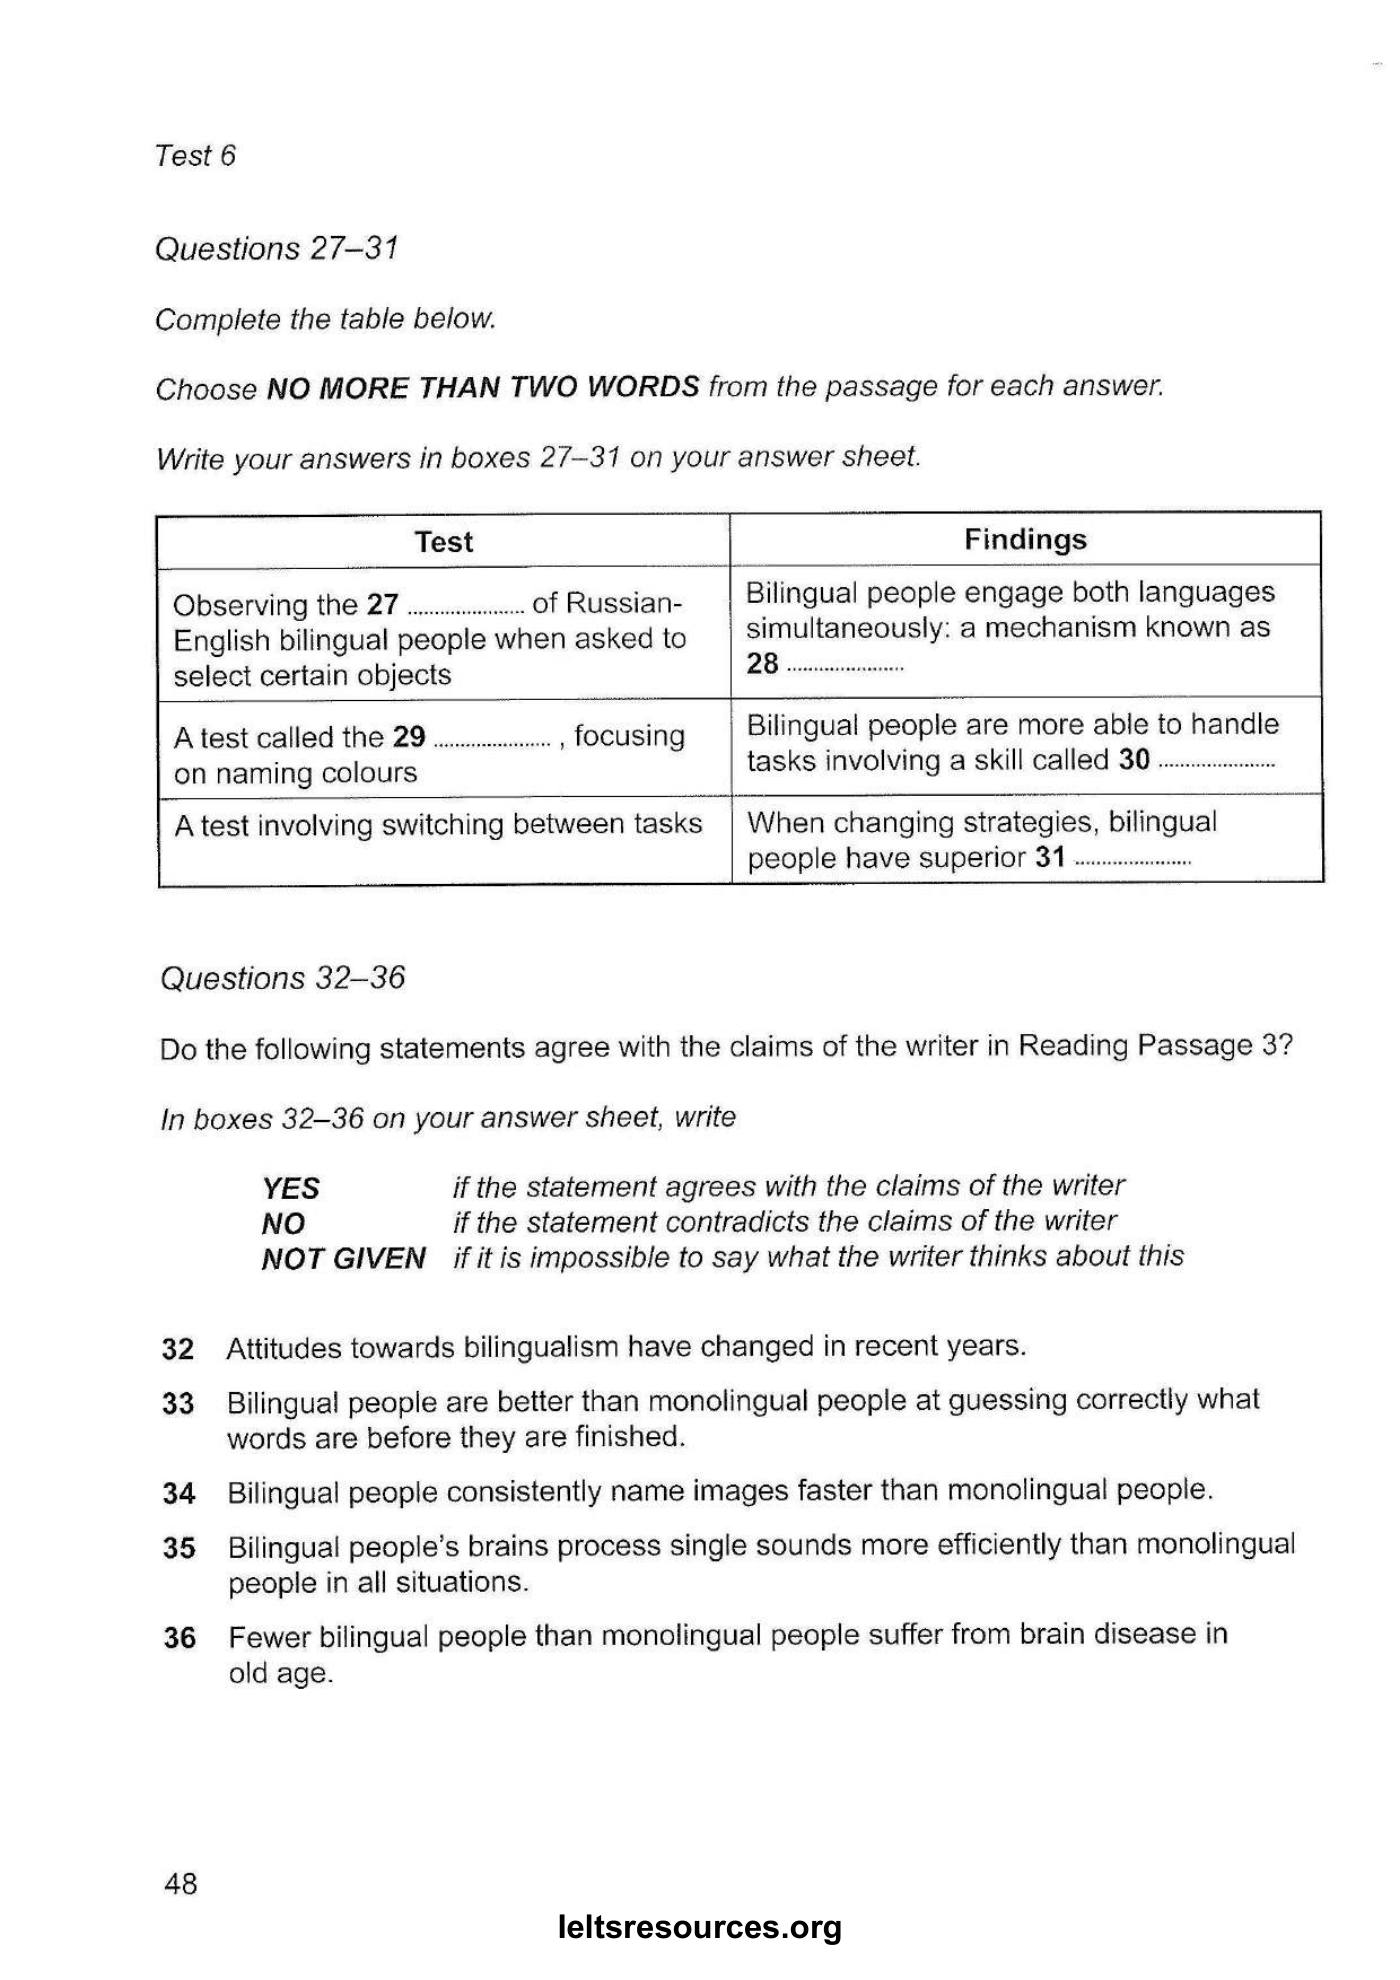 Test 6
Questions 27–31
Complete the table below.
Choose NO MORE THAN TWO WORDS from the passage for each answer.
Write your answers in boxes 27–31 on your answer sheet.
Test
Findings
Observing the 27 ..................... of Russian-
English bilingual people when asked to
select certain objects
Bilingual people engage both languages
simultaneously: a mechanism known as
28 .....................
A test called the 29 ..................... , focusing
on naming colours
Bilingual people are more able to handle
tasks involving a skill called 30 .....................
A test involving switching between tasks
When changing strategies, bilingual
people have superior 31 .....................
Questions 32–36
Do the following statements agree with the claims of the writer in Reading Passage 3?
In boxes 32–36 on your answer sheet, write
YES if the statement agrees with the claims of the writer
NO if the statement contradicts the claims of the writer
NOT GIVEN if it is impossible to say what the writer thinks about this
32 Attitudes towards bilingualism have changed in recent years.
33 Bilingual people are better than monolingual people at guessing correctly what
words are before they are finished.
34 Bilingual people consistently name images faster than monolingual people.
35 Bilingual people's brains process single sounds more efficiently than monolingual
people in all situations.
36 Fewer bilingual people than monolingual people suffer from brain disease in
old age.
48
Ieltsresources.org